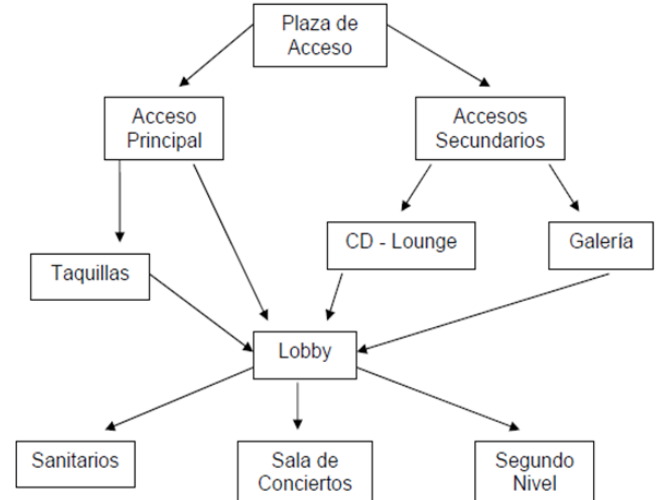 Plaza de
Acceso
Acceso
Principal
Accesos
Secundarios
CD - Lounge
Galería
Taquillas
Lobby
Sanitarios
Sala de
Conciertos
Segundo
Nivel